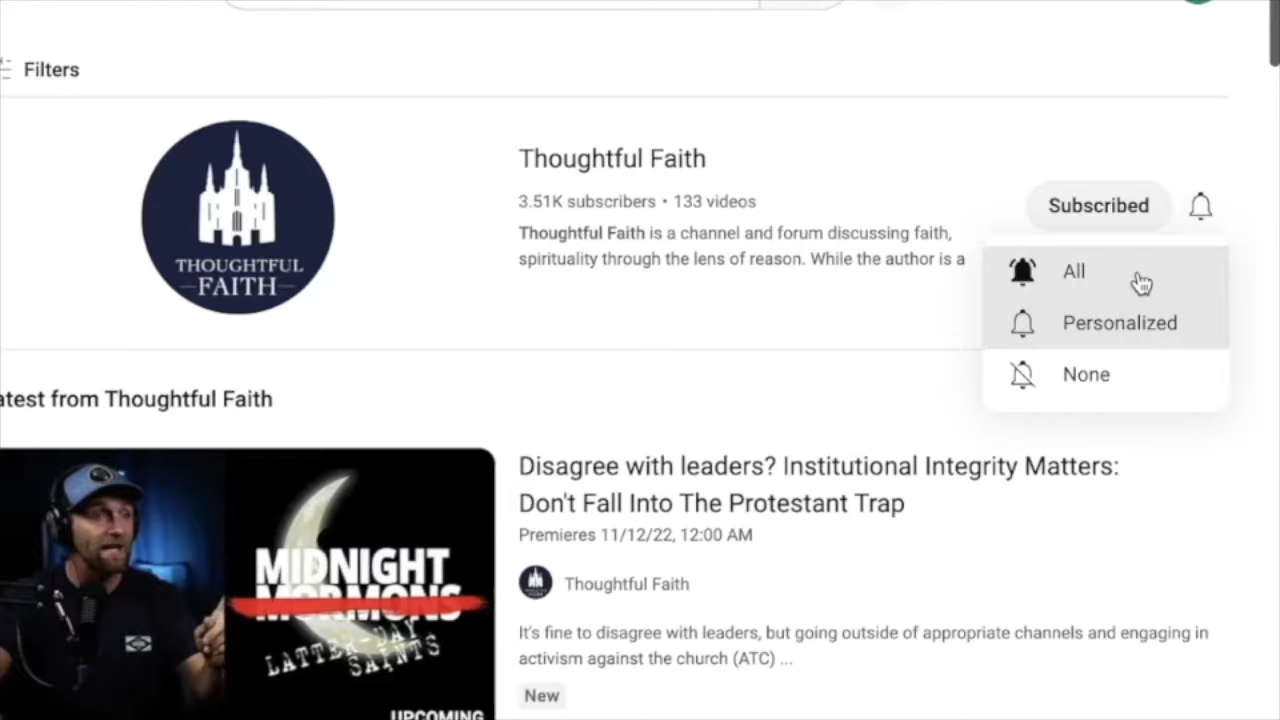 Filters
Thoughtful Faith
3.51K subscribers • 133 videos
Thoughtful Faith is a channel and forum discussing faith,
spirituality through the lens of reason. While the author is a
THOUGHTFUL
FAITH
Subscribed
All
Personalized
None
atest from Thoughtful Faith
MIDNIGHT
MORMONS
LATTER-DAY
SAINTS
UPCOMING
Disagree with leaders? Institutional Integrity Matters:
Don't Fall Into The Protestant Trap
Premieres 11/12/22, 12:00 AM
Thoughtful Faith
It's fine to disagree with leaders, but going outside of appropriate channels and engaging in
activism against the church (ATC) ...
New